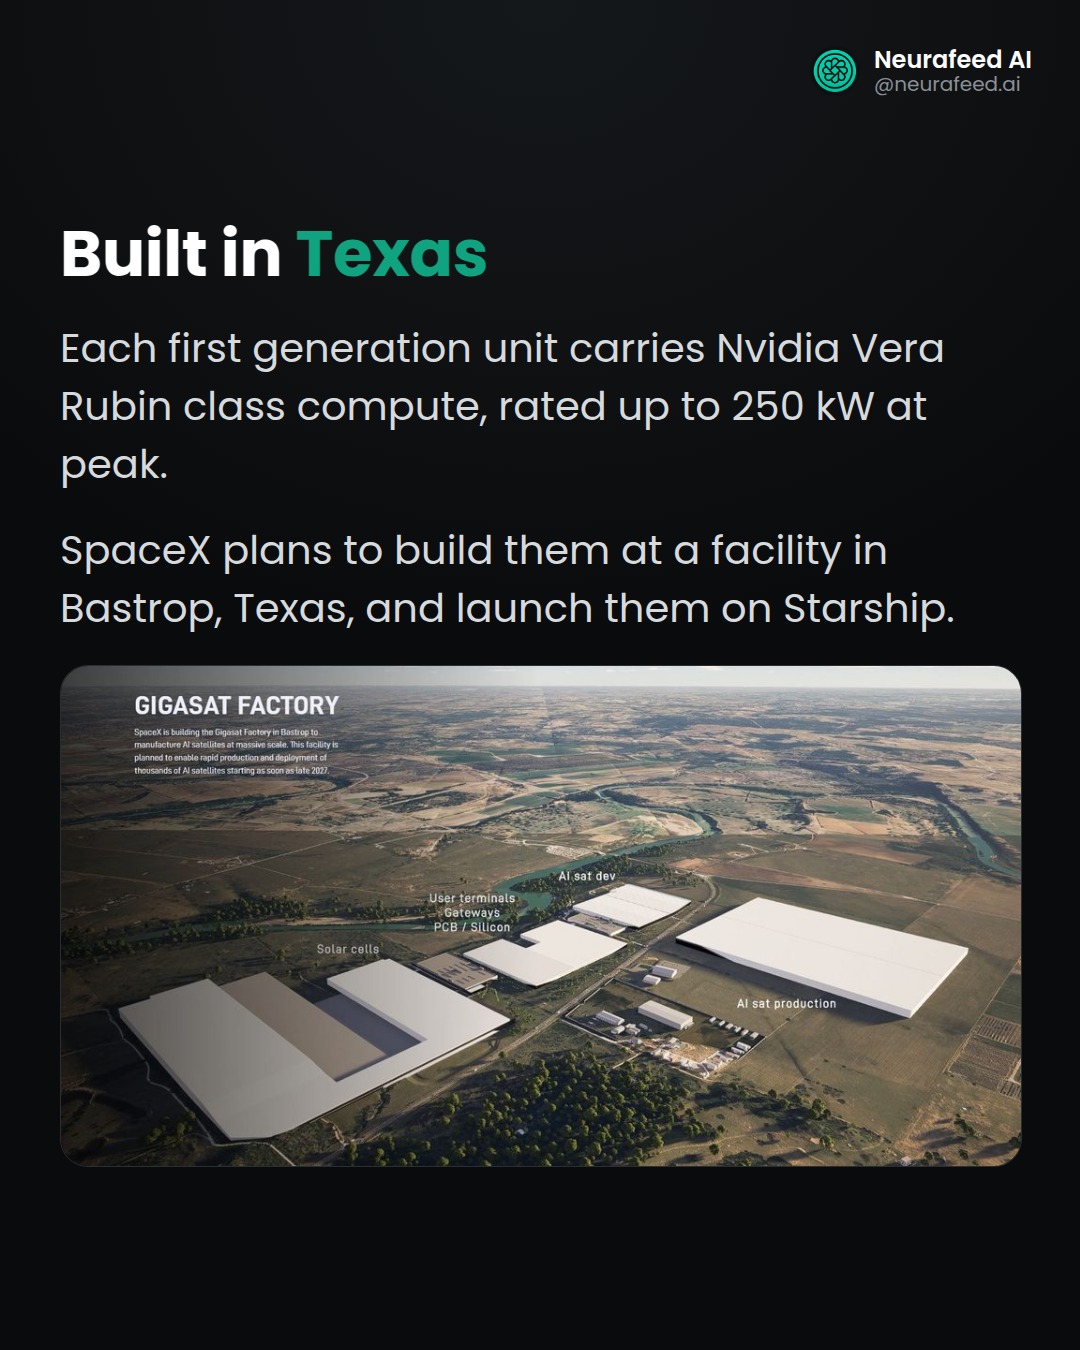 Neurafeed AI
@neurafeed.ai
Built in Texas
Each first generation unit carries Nvidia Vera
Rubin class compute, rated up to 250 kW at
peak.
SpaceX plans to build them at a facility in
Bastrop, Texas, and launch them on Starship.
GIGASAT FACTORY
SpaceX is building the Gigasat Factory in Bastrop to
manufacture AI satellites at massive scale. This facility is
planned to enable rapid production and deployment of
thousands of AI satellites starting as soon as late 2027.
AI sat dev
User terminals
Gateways
PCB / Silicon
Solar cells
AI sat production